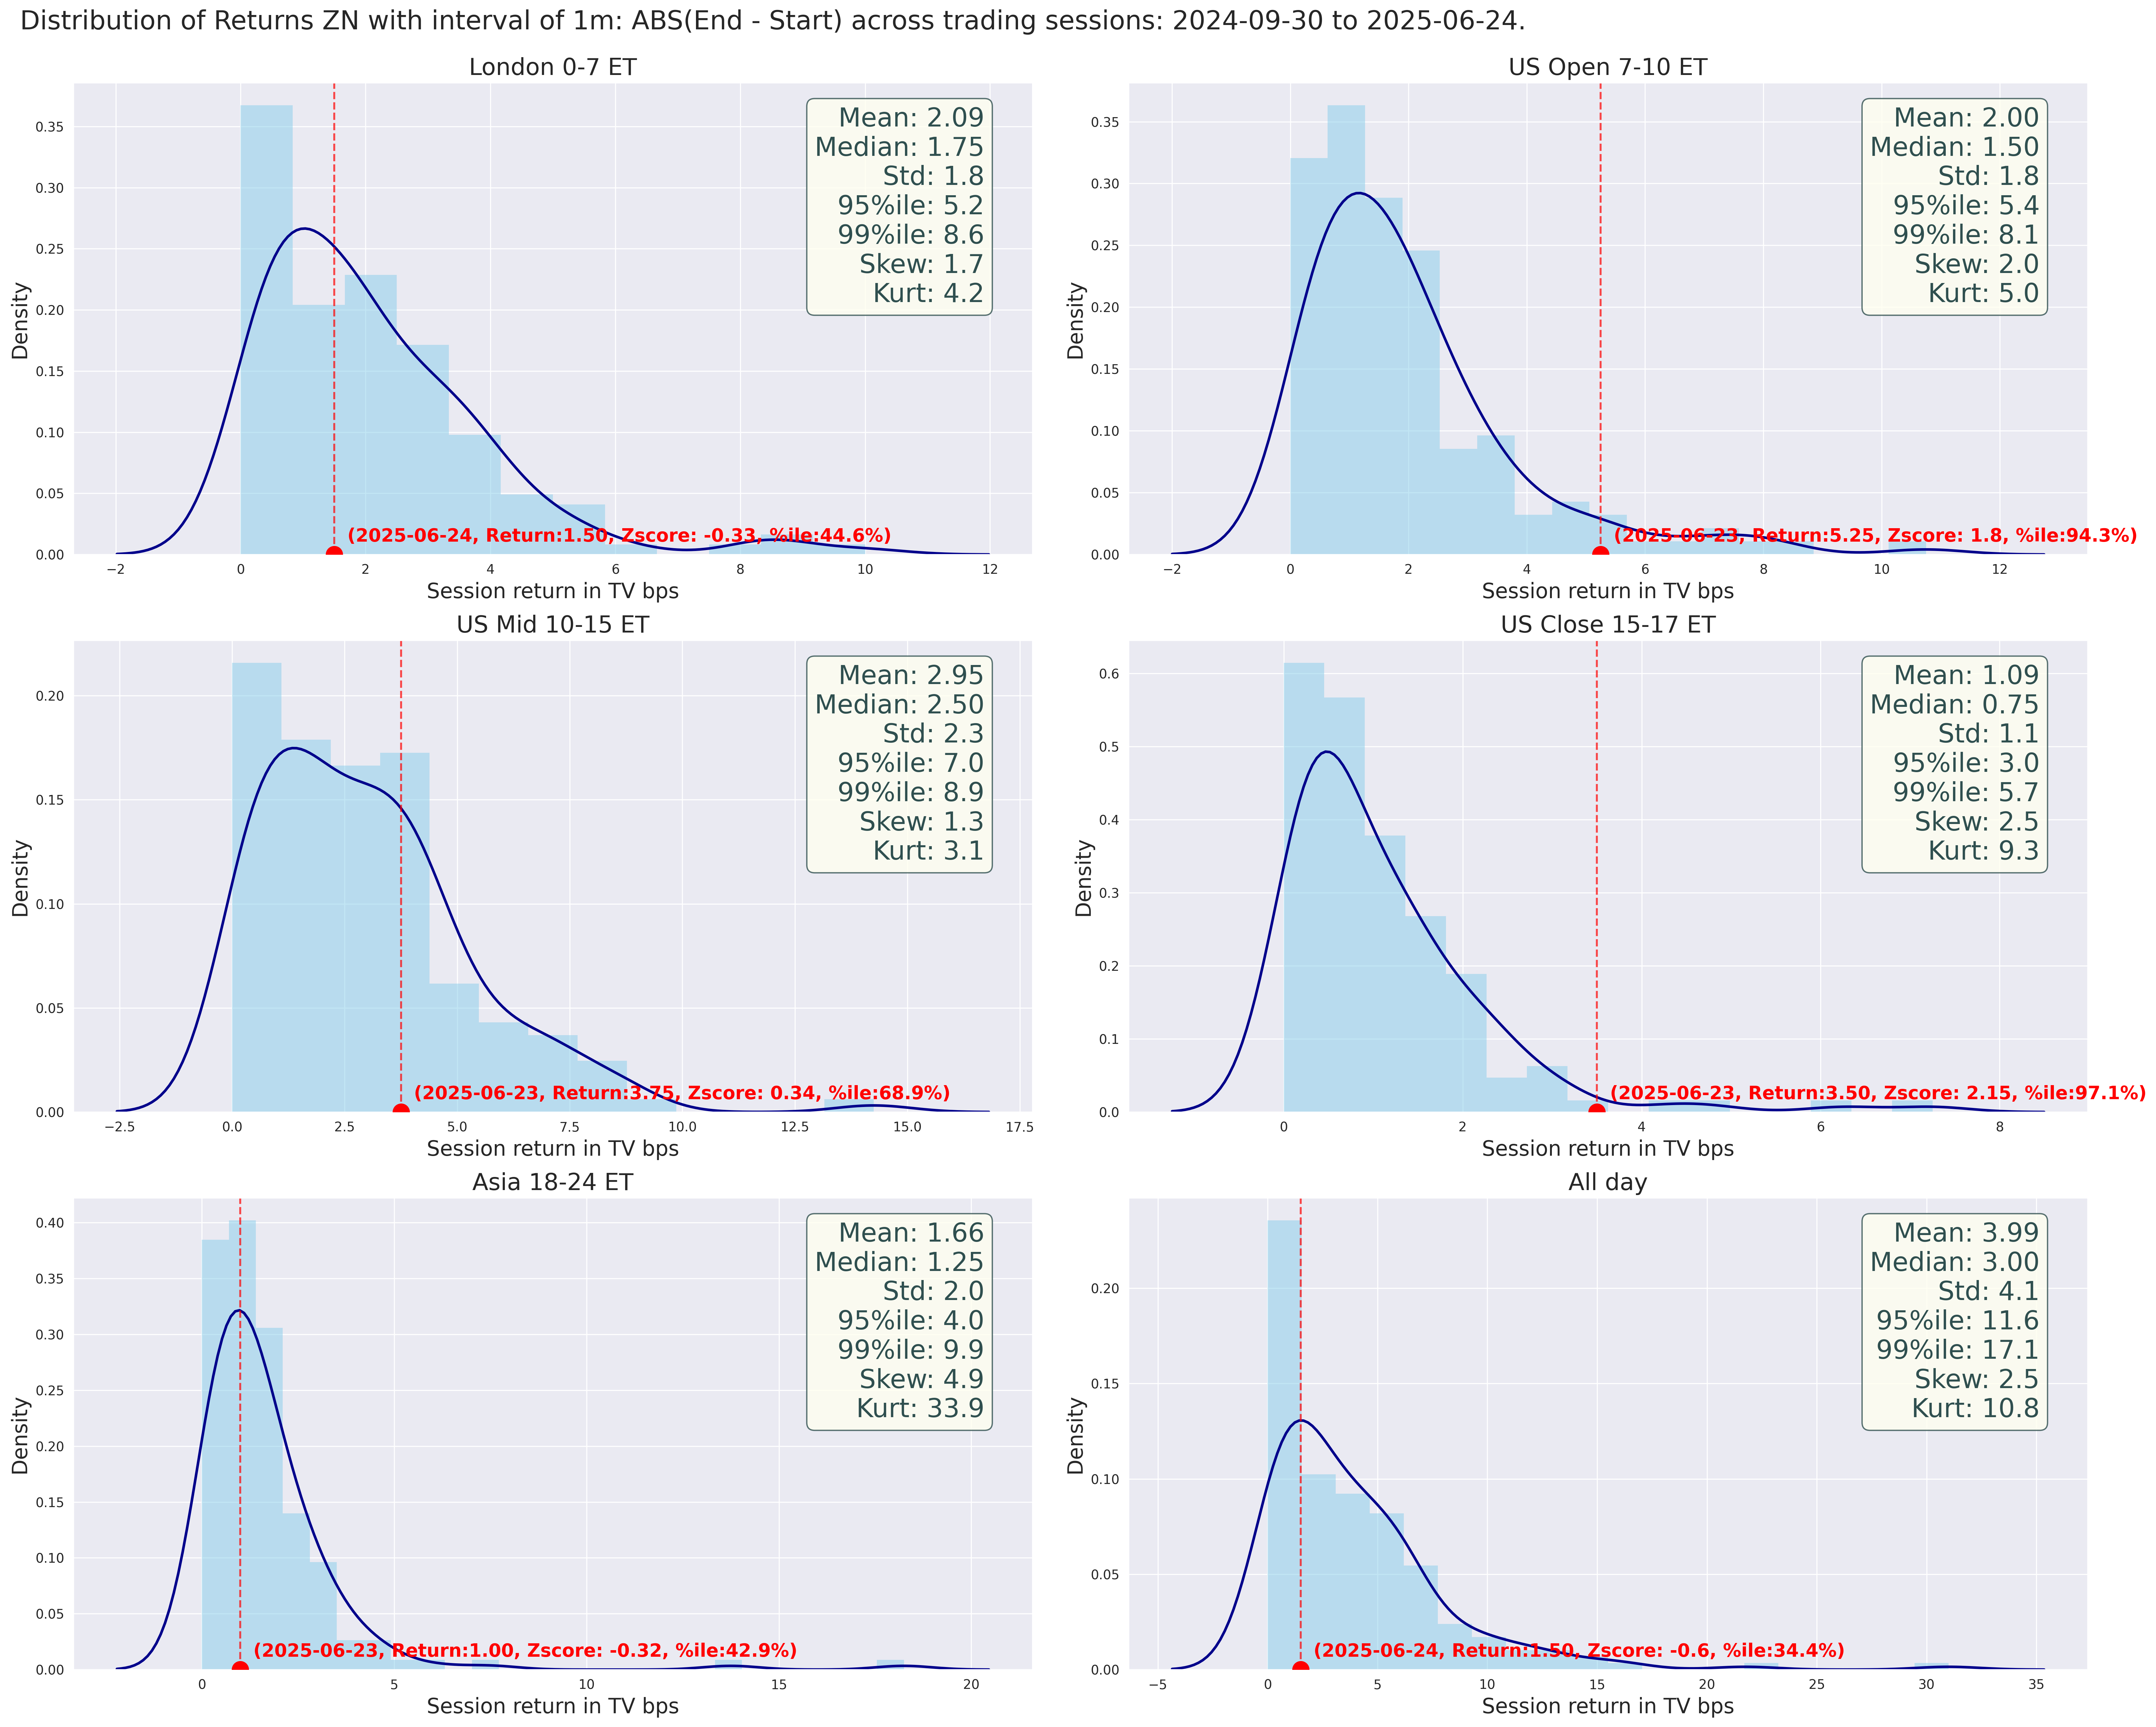 Distribution of Returns ZN with interval of 1m: ABS(End - Start) across trading sessions: 2024-09-30 to 2025-06-24.
London 0-7 ET
Density
0.35
0.30
0.25
0.20
0.15
0.10
0.05
0.00
Mean: 2.09
Median: 1.75
Std: 1.8
95%ile: 5.2
99%ile: 8.6
Skew: 1.7
Kurt: 4.2
(2025-06-24, Return:1.50, Zscore: -0.33, %ile:44.6%)
−2 0 2 4 6 8 10 12
Session return in TV bps
US Open 7-10 ET
Density
0.35
0.30
0.25
0.20
0.15
0.10
0.05
0.00
Mean: 2.00
Median: 1.50
Std: 1.8
95%ile: 5.4
99%ile: 8.1
Skew: 2.0
Kurt: 5.0
(2025-06-23, Return:5.25, Zscore: 1.8, %ile:94.3%)
−2 0 2 4 6 8 10 12
Session return in TV bps
US Mid 10-15 ET
Density
0.20
0.15
0.10
0.05
0.00
Mean: 2.95
Median: 2.50
Std: 2.3
95%ile: 7.0
99%ile: 8.9
Skew: 1.3
Kurt: 3.1
(2025-06-23, Return:3.75, Zscore: 0.34, %ile:68.9%)
−2.5 0.0 2.5 5.0 7.5 10.0 12.5 15.0 17.5
Session return in TV bps
US Close 15-17 ET
Density
0.6
0.5
0.4
0.3
0.2
0.1
0.0
Mean: 1.09
Median: 0.75
Std: 1.1
95%ile: 3.0
99%ile: 5.7
Skew: 2.5
Kurt: 9.3
(2025-06-23, Return:3.50, Zscore: 2.15, %ile:97.1%)
0 2 4 6 8
Session return in TV bps
Asia 18-24 ET
Density
0.40
0.35
0.30
0.25
0.20
0.15
0.10
0.05
0.00
Mean: 1.66
Median: 1.25
Std: 2.0
95%ile: 4.0
99%ile: 9.9
Skew: 4.9
Kurt: 33.9
(2025-06-23, Return:1.00, Zscore: -0.32, %ile:42.9%)
0 5 10 15 20
Session return in TV bps
All day
Density
0.20
0.15
0.10
0.05
0.00
Mean: 3.99
Median: 3.00
Std: 4.1
95%ile: 11.6
99%ile: 17.1
Skew: 2.5
Kurt: 10.8
(2025-06-24, Return:1.50, Zscore: -0.6, %ile:34.4%)
−5 0 5 10 15 20 25 30 35
Session return in TV bps